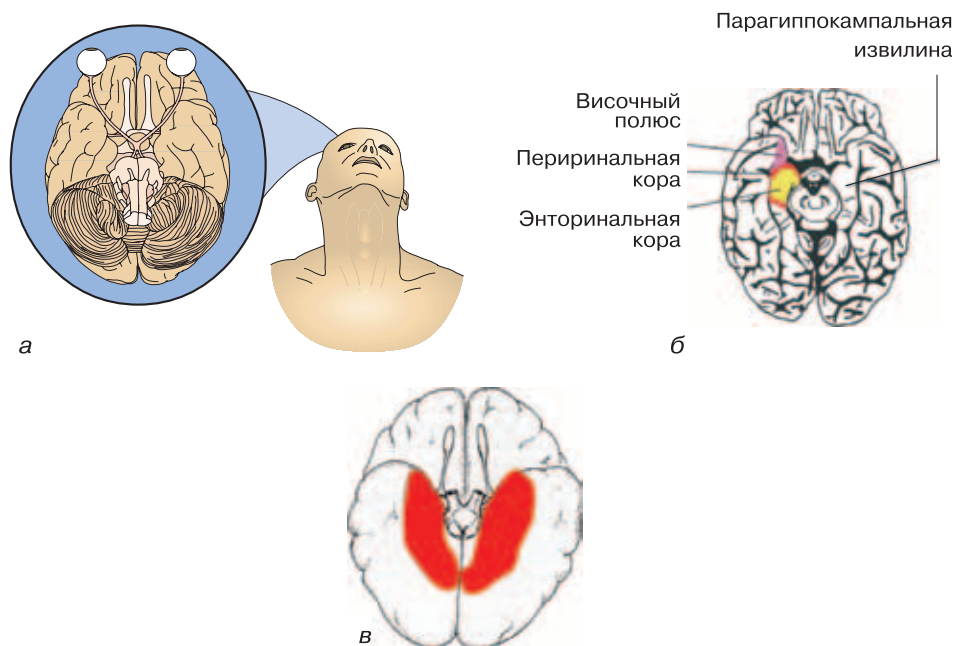 Парагиппокампальная
извилина
Височный
полюс
Периринальная
кора
Энторинальная
кора
а
б
в